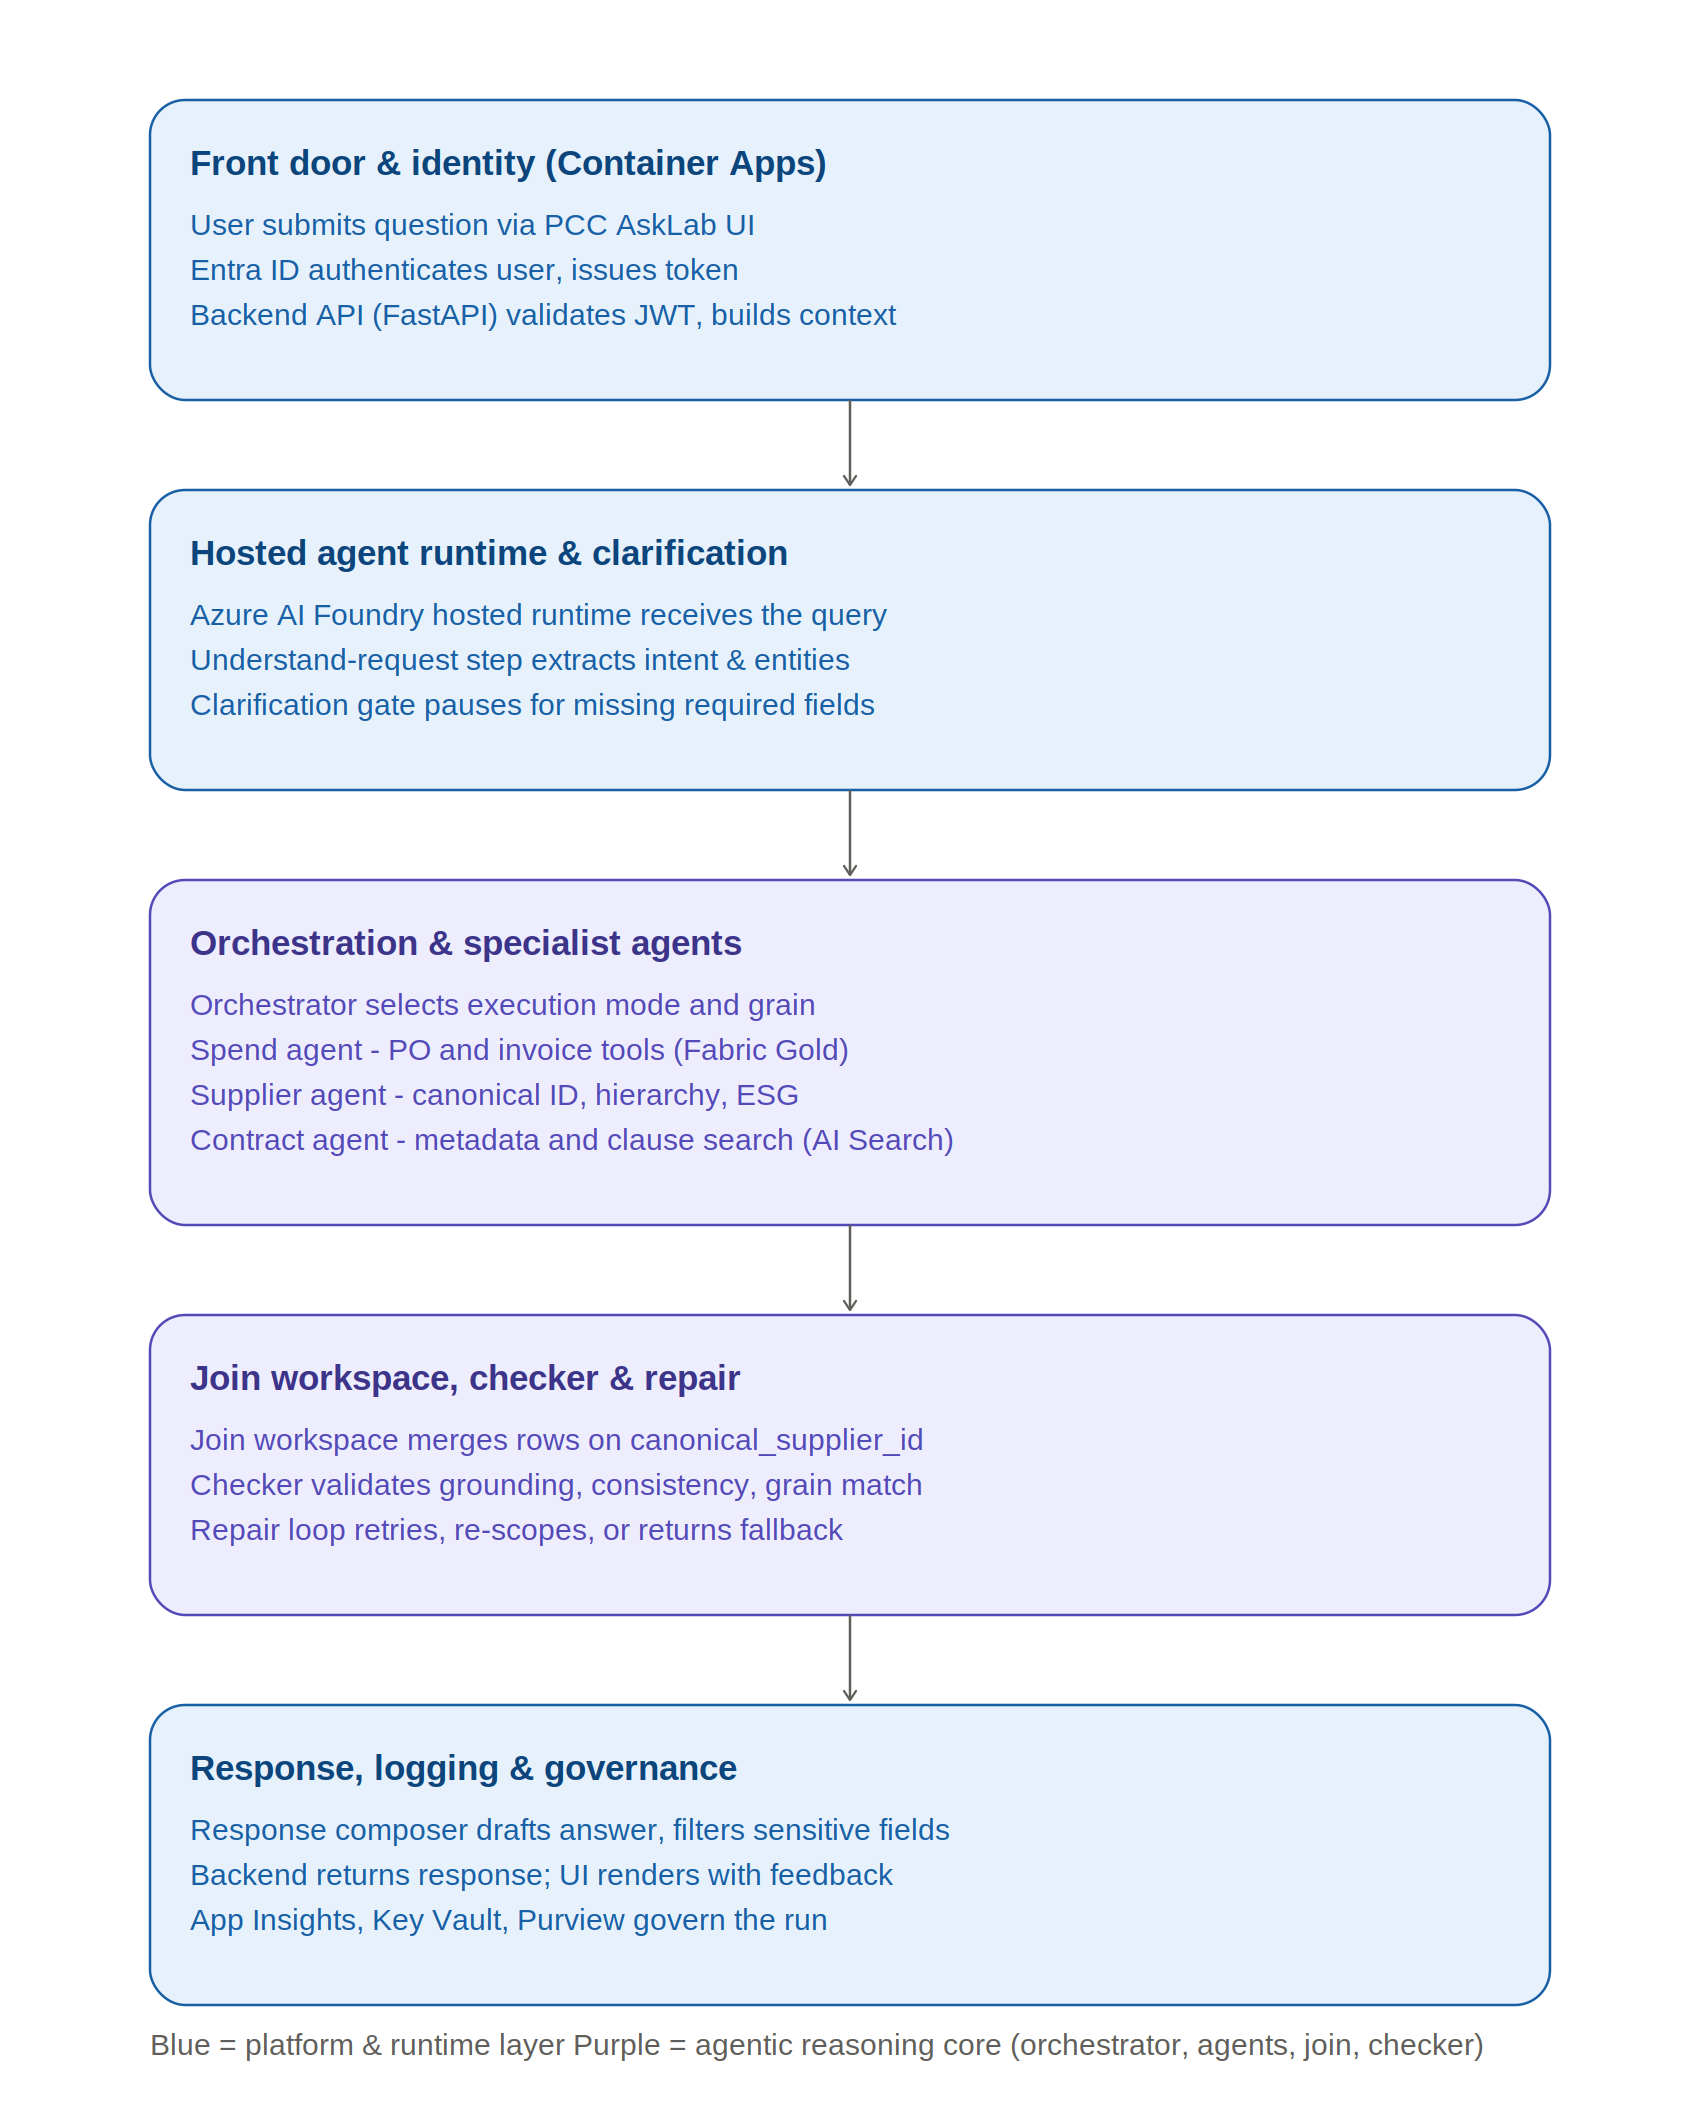 Front door & identity (Container Apps)
User submits question via PCC AskLab UI
Entra ID authenticates user, issues token
Backend API (FastAPI) validates JWT, builds context
Hosted agent runtime & clarification
Azure AI Foundry hosted runtime receives the query
Understand-request step extracts intent & entities
Clarification gate pauses for missing required fields
Orchestration & specialist agents
Orchestrator selects execution mode and grain
Spend agent - PO and invoice tools (Fabric Gold)
Supplier agent - canonical ID, hierarchy, ESG
Contract agent - metadata and clause search (AI Search)
Join workspace, checker & repair
Join workspace merges rows on canonical_supplier_id
Checker validates grounding, consistency, grain match
Repair loop retries, re-scopes, or returns fallback
Response, logging & governance
Response composer drafts answer, filters sensitive fields
Backend returns response; UI renders with feedback
App Insights, Key Vault, Purview govern the run
Blue = platform & runtime layer Purple = agentic reasoning core (orchestrator, agents, join, checker)